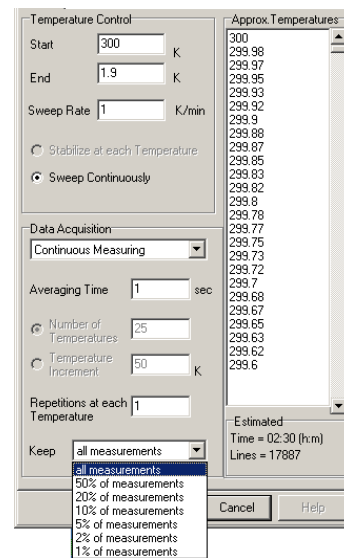 Temperature Control
Start 300 K
End 1.9 K
Sweep Rate 1 K/min
Stabilize at each Temperature
Sweep Continuously
Data Acquisition
Continuous Measuring
Averaging Time 1 sec
Number of Temperatures 25
Temperature Increment 50 K
Repetitions at each Temperature 1
Keep all measurements
all measurements
50% of measurements
20% of measurements
10% of measurements
5% of measurements
2% of measurements
1% of measurements
Approx. Temperatures
300
299.98
299.97
299.95
299.93
299.92
299.9
299.88
299.87
299.85
299.83
299.82
299.8
299.78
299.77
299.75
299.73
299.72
299.7
299.68
299.67
299.65
299.63
299.62
299.6
Estimated
Time = 02:30 (h:m)
Lines = 17887
Cancel
Help